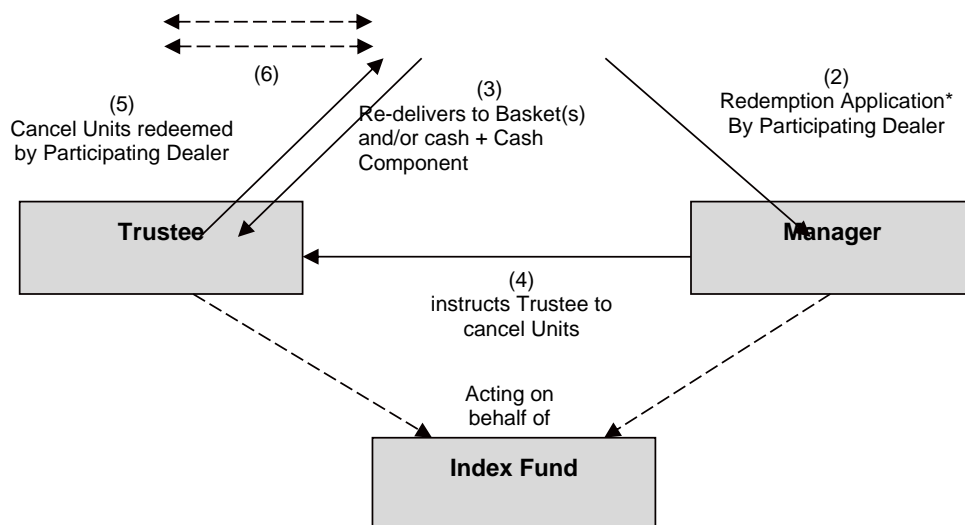 (6)
(5)
Cancel Units redeemed
by Participating Dealer
(3)
Re-delivers to Basket(s)
and/or cash + Cash
Component
(2)
Redemption Application*
By Participating Dealer
Trustee
Manager
(4)
instructs Trustee to
cancel Units
Acting on
behalf of
Index Fund